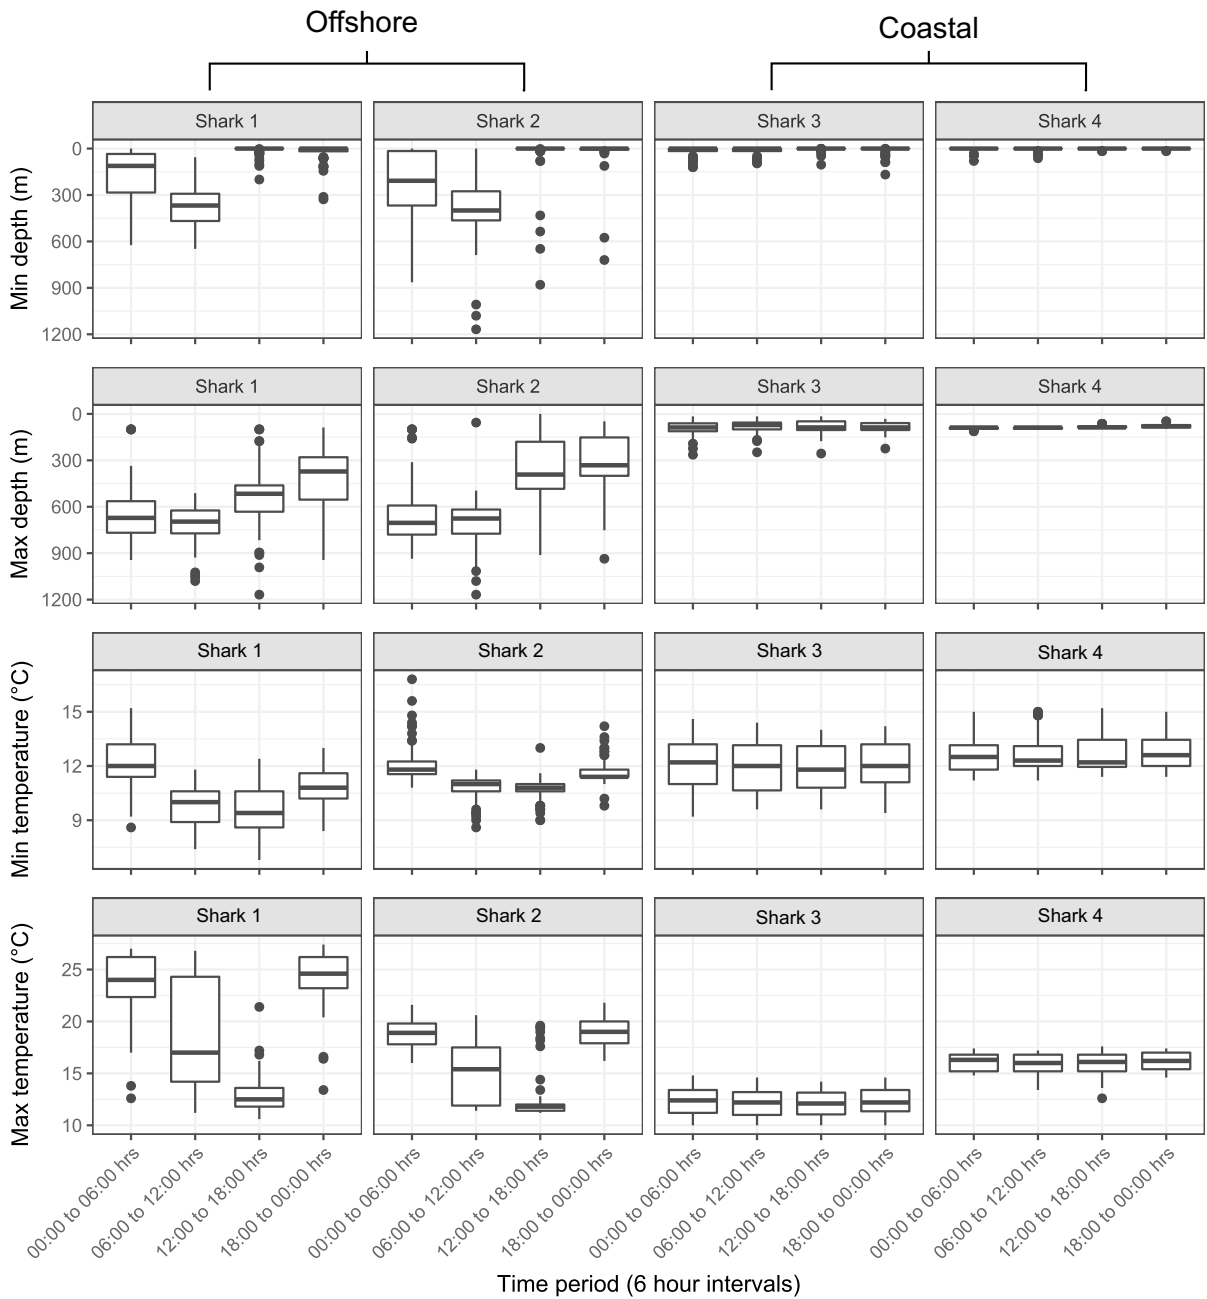 Offshore
Coastal
Shark 1
Shark 2
Shark 3
Shark 4
Min depth (m)
0
300
600
900
1200
Shark 1
Shark 2
Shark 3
Shark 4
Max depth (m)
0
300
600
900
1200
Shark 1
Shark 2
Shark 3
Shark 4
Min temperature (°C)
15
12
9
Shark 1
Shark 2
Shark 3
Shark 4
Max temperature (°C)
25
20
15
10
00:00 to 06:00 hrs
06:00 to 12:00 hrs
12:00 to 18:00 hrs
18:00 to 00:00 hrs
00:00 to 06:00 hrs
06:00 to 12:00 hrs
12:00 to 18:00 hrs
18:00 to 00:00 hrs
00:00 to 06:00 hrs
06:00 to 12:00 hrs
12:00 to 18:00 hrs
18:00 to 00:00 hrs
00:00 to 06:00 hrs
06:00 to 12:00 hrs
12:00 to 18:00 hrs
18:00 to 00:00 hrs
Time period (6 hour intervals)